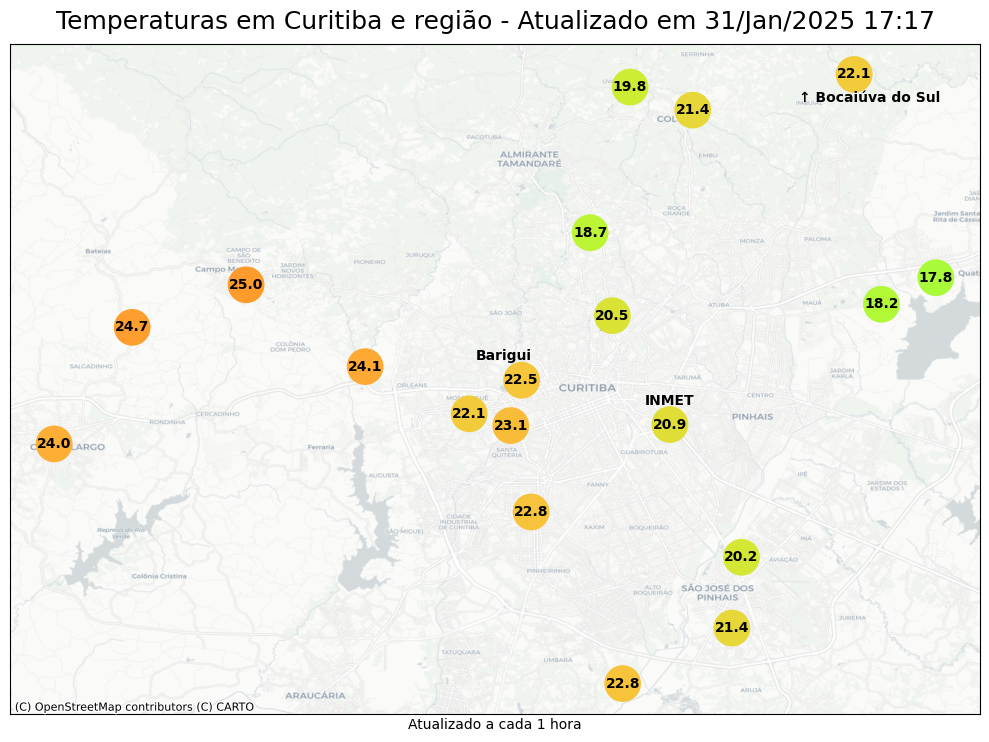 Temperaturas em Curitiba e região - Atualizado em 31/Jan/2025 17:17
SERRINHA
22.1
19.8
↑ Bocaiúva do Sul
21.4
PACOTUBA
ALMIRANTE
TAMANDARÉ
EMBU
ROÇA
GRANDE
Jardim Santa
Rita de Cássia
18.7
MONZA
PALOMA
Bateias
CAMPO DE
SÃO
BENEDITO
JURUQUI
PIONEIRO
JARDIM
NOVOS
HORIZONTES
Campo M
25.0
17.8
Quat
18.2
MAUÁ
ATUBA
SÃO JOÃO
20.5
24.7
COLÔNIA
DOM PEDRO
Barigui
24.1
SALGADINHO
JARDIM
KARLA
22.5
TARUMÃ
ORLEANS
CURITIBA
CENTRO
INMET
22.1
CERCADINHO
PINHAIS
RONDINHA
23.1
20.9
24.0
LARGO
Ferraria
SANTA
QUITÉRIA
GUABIROTUBA
AUGUSTA
IPÊ
FANNY
JARDIM DOS
ESTADOS I
22.8
CIDADE
INDUSTRIAL
DE CURITIBA
XAXIM
BOQUEIRÃO
SÃO MIGUEL
Represa do Rio
Verde
INÁ
20.2
AVIAÇÃO
PINHEIRINHO
Colônia Cristina
ALTO
BOQUEIRÃO
SÃO JOSÉ DOS
PINHAIS
JUREMA
21.4
TATUQUARA
UMBARÁ
22.8
ARUJÁ
ARAUCÁRIA
(C) OpenStreetMap contributors (C) CARTO
Atualizado a cada 1 hora